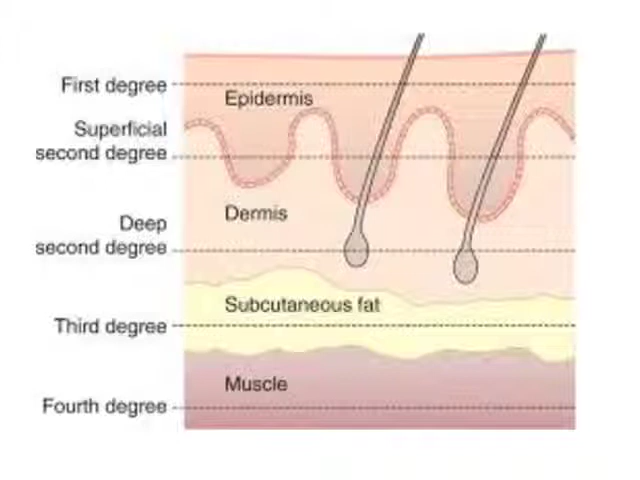 First degree
Epidermis
Superficial
second degree
Dermis
Deep
second degree
Subcutaneous fat
Third degree
Muscle
Fourth degree